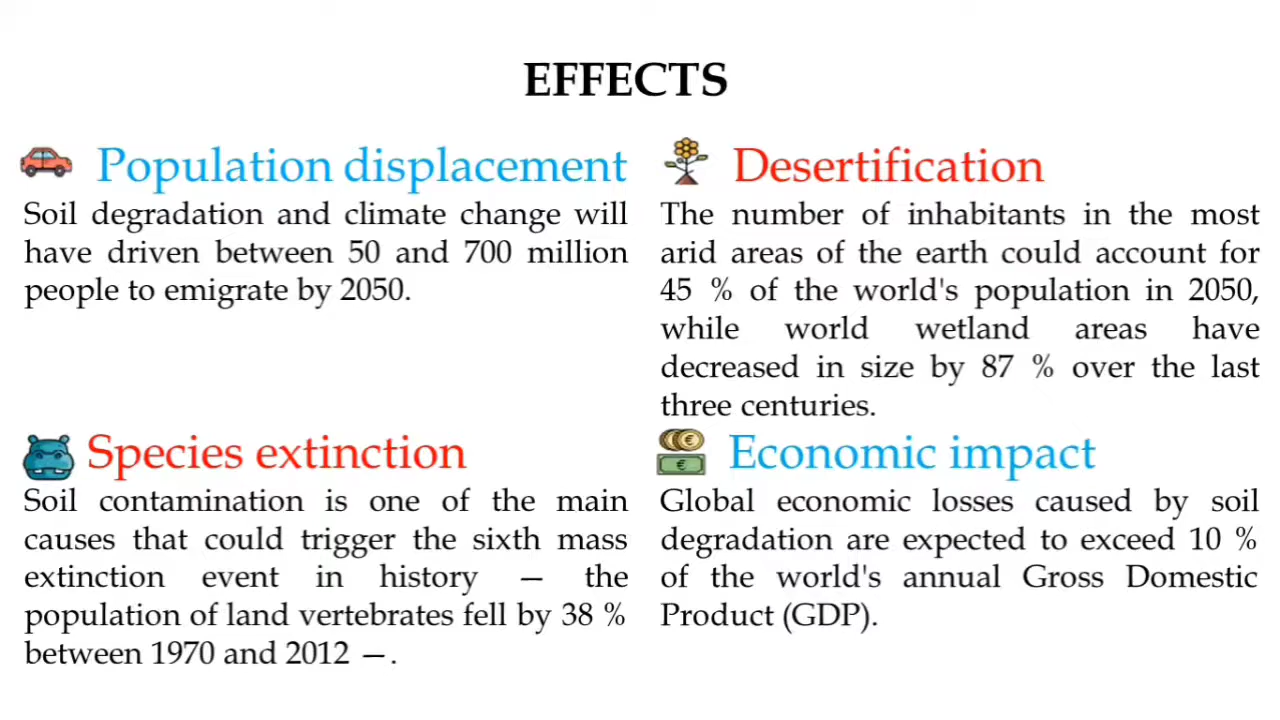 EFFECTS
Population displacement
Soil degradation and climate change will
have driven between 50 and 700 million
people to emigrate by 2050.
Desertification
The number of inhabitants in the most
arid areas of the earth could account for
45 % of the world's population in 2050,
while world wetland areas have
decreased in size by 87 % over the last
three centuries.
Species extinction
Soil contamination is one of the main
causes that could trigger the sixth mass
extinction event in history — the
population of land vertebrates fell by 38 %
between 1970 and 2012 —.
Economic impact
Global economic losses caused by soil
degradation are expected to exceed 10 %
of the world's annual Gross Domestic
Product (GDP).